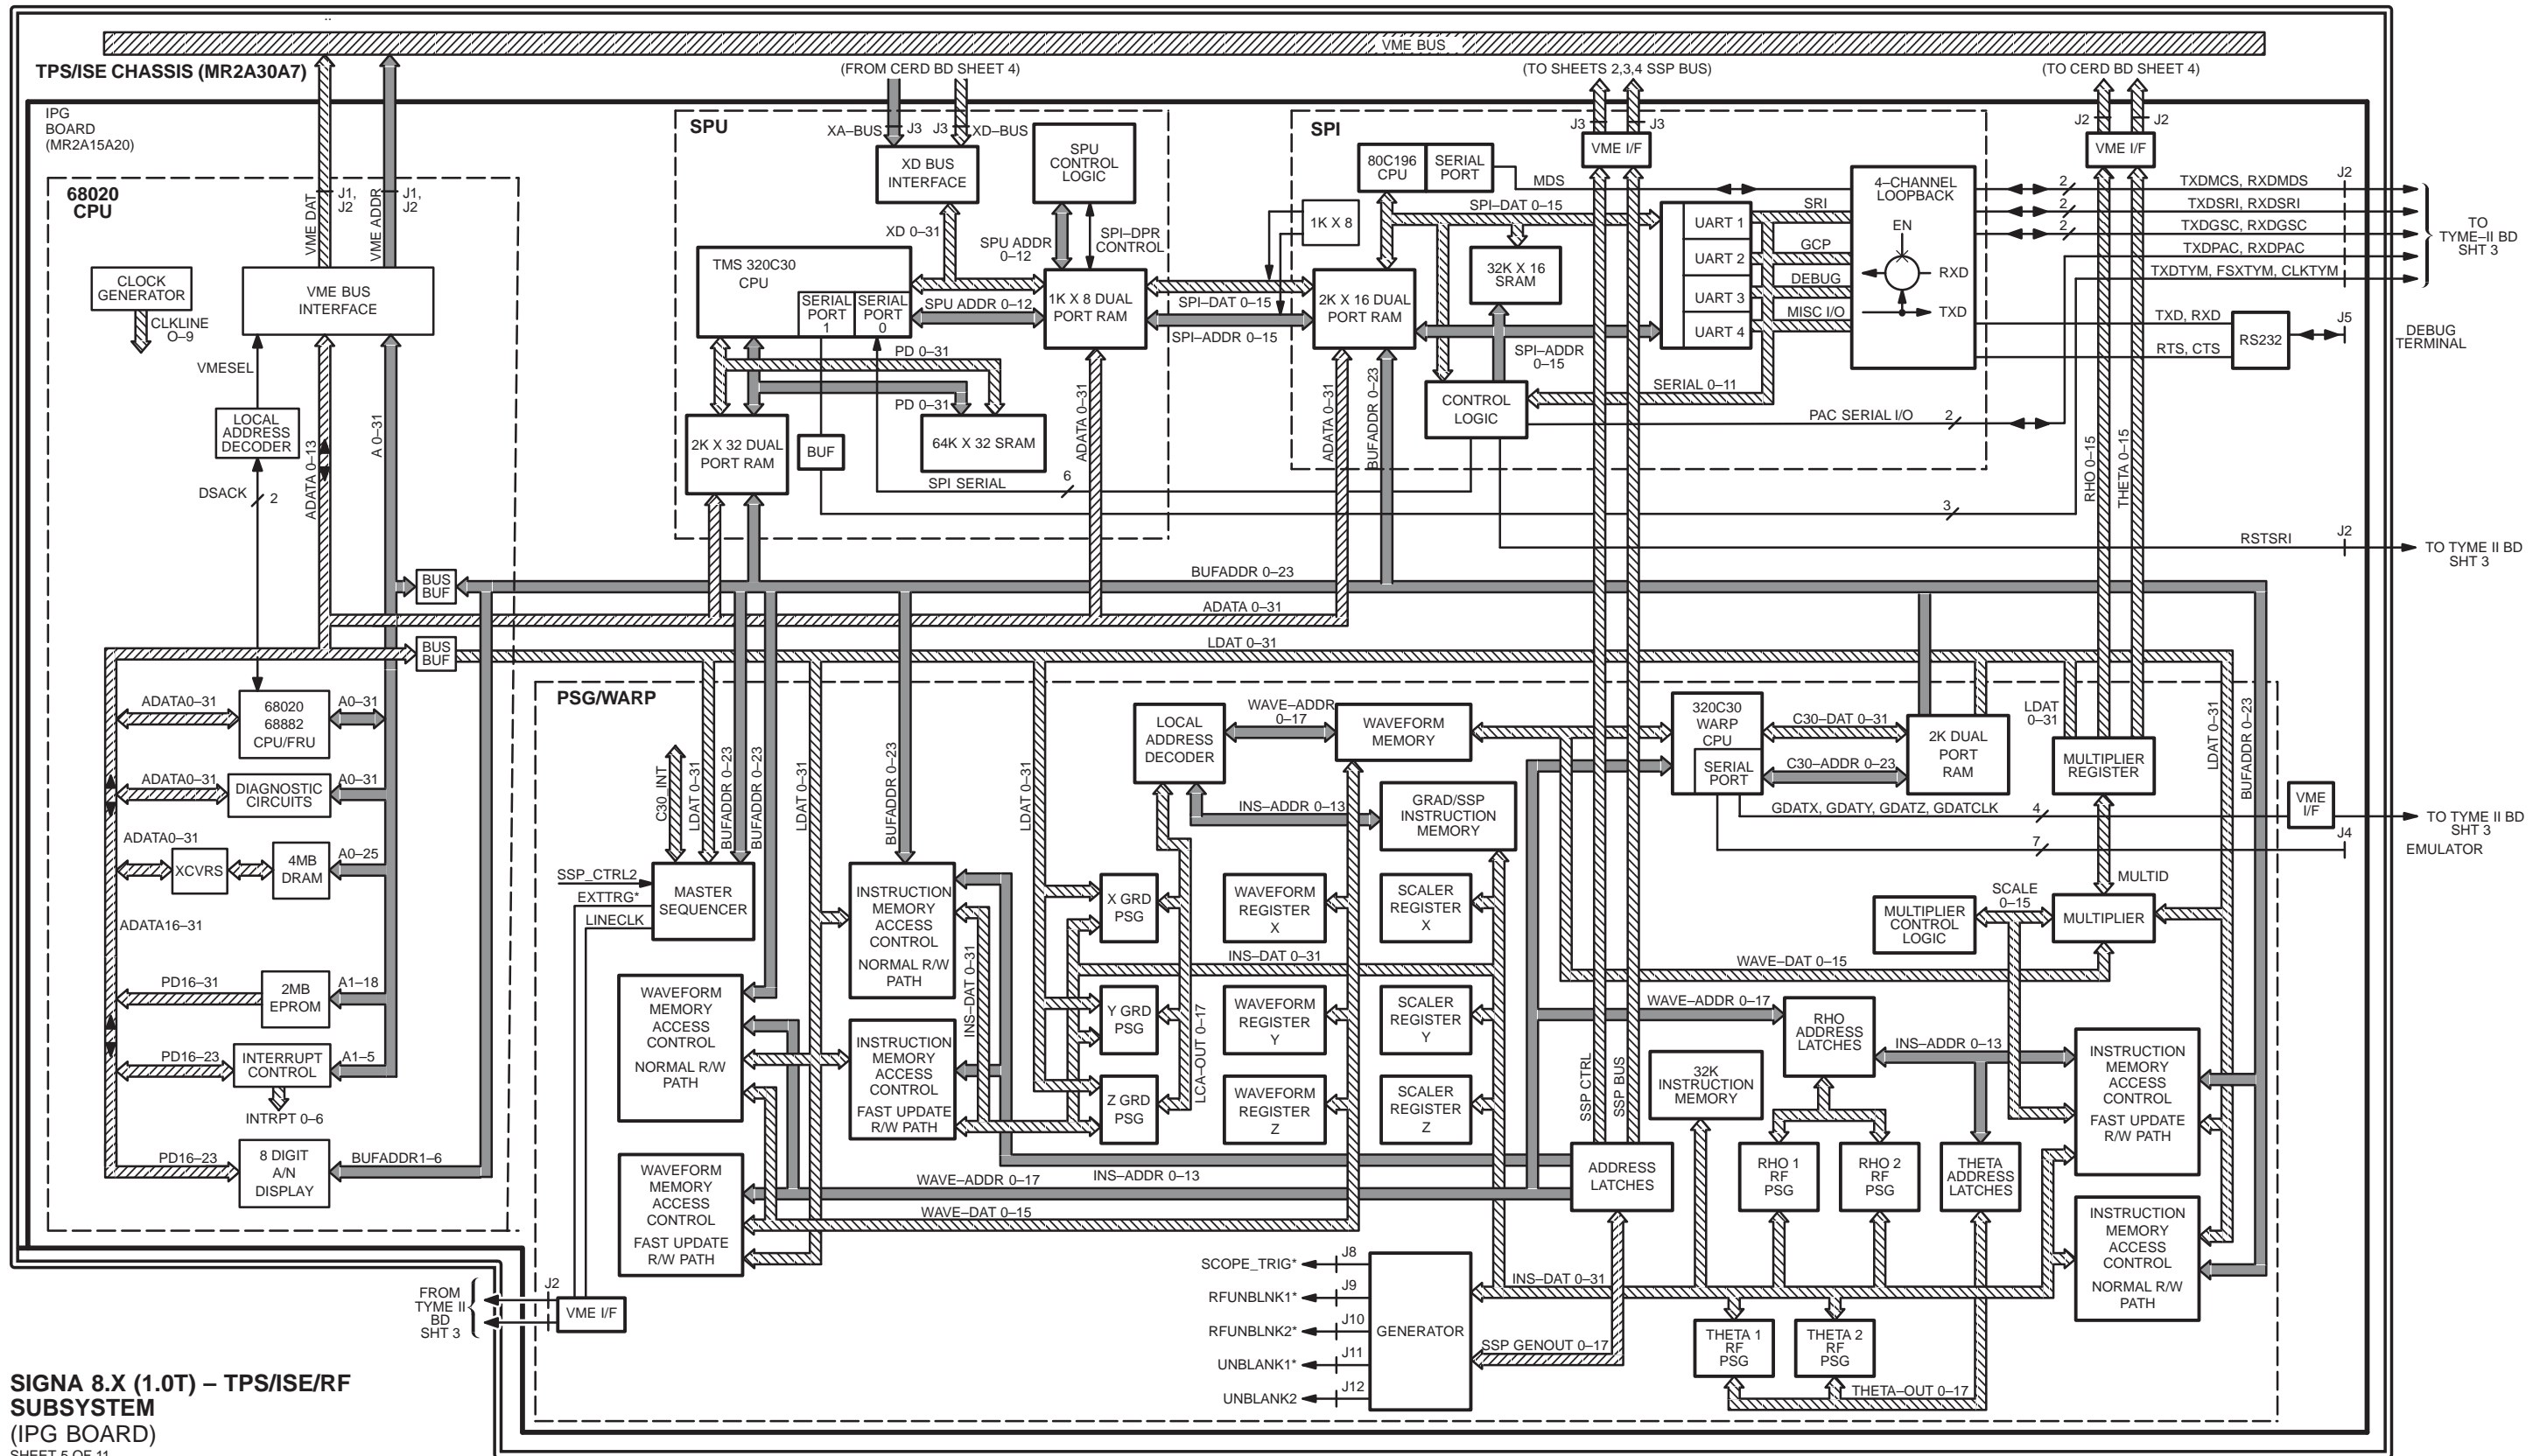 VME BUS
TPS/ISE CHASSIS (MR2A30A7)
(FROM CERD BD SHEET 4)
(TO SHEETS 2,3,4 SSP BUS)
(TO CERD BD SHEET 4)
IPG
BOARD
(MR2A15A20)
68020
CPU
VME DAT
J1,
J2
VME ADDR
J1,
J2
CLOCK
GENERATOR
CLKLINE
O–9
VME BUS
INTERFACE
VMESEL
LOCAL
ADDRESS
DECODER
DSACK
2
ADATA 0–13
A 0–31
BUS
BUF
BUS
BUF
ADATA0–31
68020
68882
CPU/FRU
A0–31
ADATA0–31
DIAGNOSTIC
CIRCUITS
A0–31
ADATA0–31
XCVRS
4MB
DRAM
A0–25
ADATA16–31
PD16–31
2MB
EPROM
A1–18
PD16–23
INTERRUPT
CONTROL
A1–5
INTRPT 0–6
PD16–23
8 DIGIT
A/N
DISPLAY
BUFADDR1–6
SPU
XA–BUS
J3
J3
XD–BUS
XD BUS
INTERFACE
SPU
CONTROL
LOGIC
XD 0–31
SPU ADDR
0–12
SPI–DPR
CONTROL
TMS 320C30
CPU
SERIAL
PORT
1
SERIAL
PORT
0
SPU ADDR 0–12
1K X 8 DUAL
PORT RAM
PD 0–31
PD 0–31
2K X 32 DUAL
PORT RAM
BUF
64K X 32 SRAM
ADATA 0–31
SPI SERIAL
6
SPI–DAT 0–15
SPI–ADDR 0–15
SPI
80C196
CPU
SERIAL
PORT
MDS
1K X 8
SPI–DAT 0–15
32K X 16
SRAM
2K X 16 DUAL
PORT RAM
SPI–ADDR
0–15
ADATA 0–31
BUFADDR 0–23
CONTROL
LOGIC
J3
J3
VME I/F
UART 1
UART 2
UART 3
UART 4
SRI
GCP
DEBUG
MISC I/O
SERIAL 0–11
4–CHANNEL
LOOPBACK
EN
RXD
TXD
PAC SERIAL I/O
2
3
J2
J2
VME I/F
RHO 0–15
THETA 0–15
2
TXDMCS, RXDMDS
J2
2
TXDSRI, RXDSRI
2
TXDGSC, RXDGSC
TXDPAC, RXDPAC
TXDTYM, FSXTYM, CLKTYM
TO
TYME–II BD
SHT 3
TXD, RXD
RTS, CTS
RS232
J5
DEBUG
TERMINAL
RSTSRI
J2
TO TYME II BD
SHT 3
BUFADDR 0–23
ADATA 0–31
LDAT 0–31
PSG/WARP
C30_INT
LDAT 0–31
BUFADDR 0–23
BUFADDR 0–23
LDAT 0–31
BUFADDR 0–23
LDAT 0–31
SSP_CTRL2
EXTTRG*
LINECLK
MASTER
SEQUENCER
INSTRUCTION
MEMORY
ACCESS
CONTROL
NORMAL R/W
PATH
INS–DAT 0–31
WAVEFORM
MEMORY
ACCESS
CONTROL
NORMAL R/W
PATH
INSTRUCTION
MEMORY
ACCESS
CONTROL
FAST UPDATE
R/W PATH
WAVEFORM
MEMORY
ACCESS
CONTROL
FAST UPDATE
R/W PATH
LOCAL
ADDRESS
DECODER
WAVE–ADDR
0–17
WAVEFORM
MEMORY
INS–ADDR 0–13
GRAD/SSP
INSTRUCTION
MEMORY
X GRD
PSG
WAVEFORM
REGISTER
X
SCALER
REGISTER
X
INS–DAT 0–31
Y GRD
PSG
WAVEFORM
REGISTER
Y
SCALER
REGISTER
Y
LCA–OUT 0–17
Z GRD
PSG
WAVEFORM
REGISTER
Z
SCALER
REGISTER
Z
WAVE–ADDR 0–17
INS–ADDR 0–13
WAVE–DAT 0–15
SSP CTRL
SSP BUS
ADDRESS
LATCHES
320C30
WARP
CPU
SERIAL
PORT
C30–DAT 0–31
C30–ADDR 0–23
2K DUAL
PORT
RAM
LDAT
0–31
MULTIPLIER
REGISTER
LDAT 0–31
BUFADDR 0–23
GDATX, GDATY, GDATZ, GDATCLK
4
VME
I/F
TO TYME II BD
SHT 3
7
J4
EMULATOR
MULTID
SCALE
0–15
MULTIPLIER
CONTROL
LOGIC
MULTIPLIER
WAVE–DAT 0–15
WAVE–ADDR 0–17
RHO
ADDRESS
LATCHES
INS–ADDR 0–13
32K
INSTRUCTION
MEMORY
INSTRUCTION
MEMORY
ACCESS
CONTROL
FAST UPDATE
R/W PATH
RHO 1
RF
PSG
RHO 2
RF
PSG
THETA
ADDRESS
LATCHES
INSTRUCTION
MEMORY
ACCESS
CONTROL
NORMAL R/W
PATH
INS–DAT 0–31
THETA 1
RF
PSG
THETA 2
RF
PSG
THETA–OUT 0–17
SSP GENOUT 0–17
GENERATOR
SCOPE_TRIG*
J8
RFUNBLNK1*
J9
RFUNBLNK2*
J10
UNBLANK1*
J11
UNBLANK2
J12
FROM
TYME II
BD
SHT 3
J2
VME I/F
SIGNA 8.X (1.0T) – TPS/ISE/RF
SUBSYSTEM
(IPG BOARD)
SHEET 5 OF 11